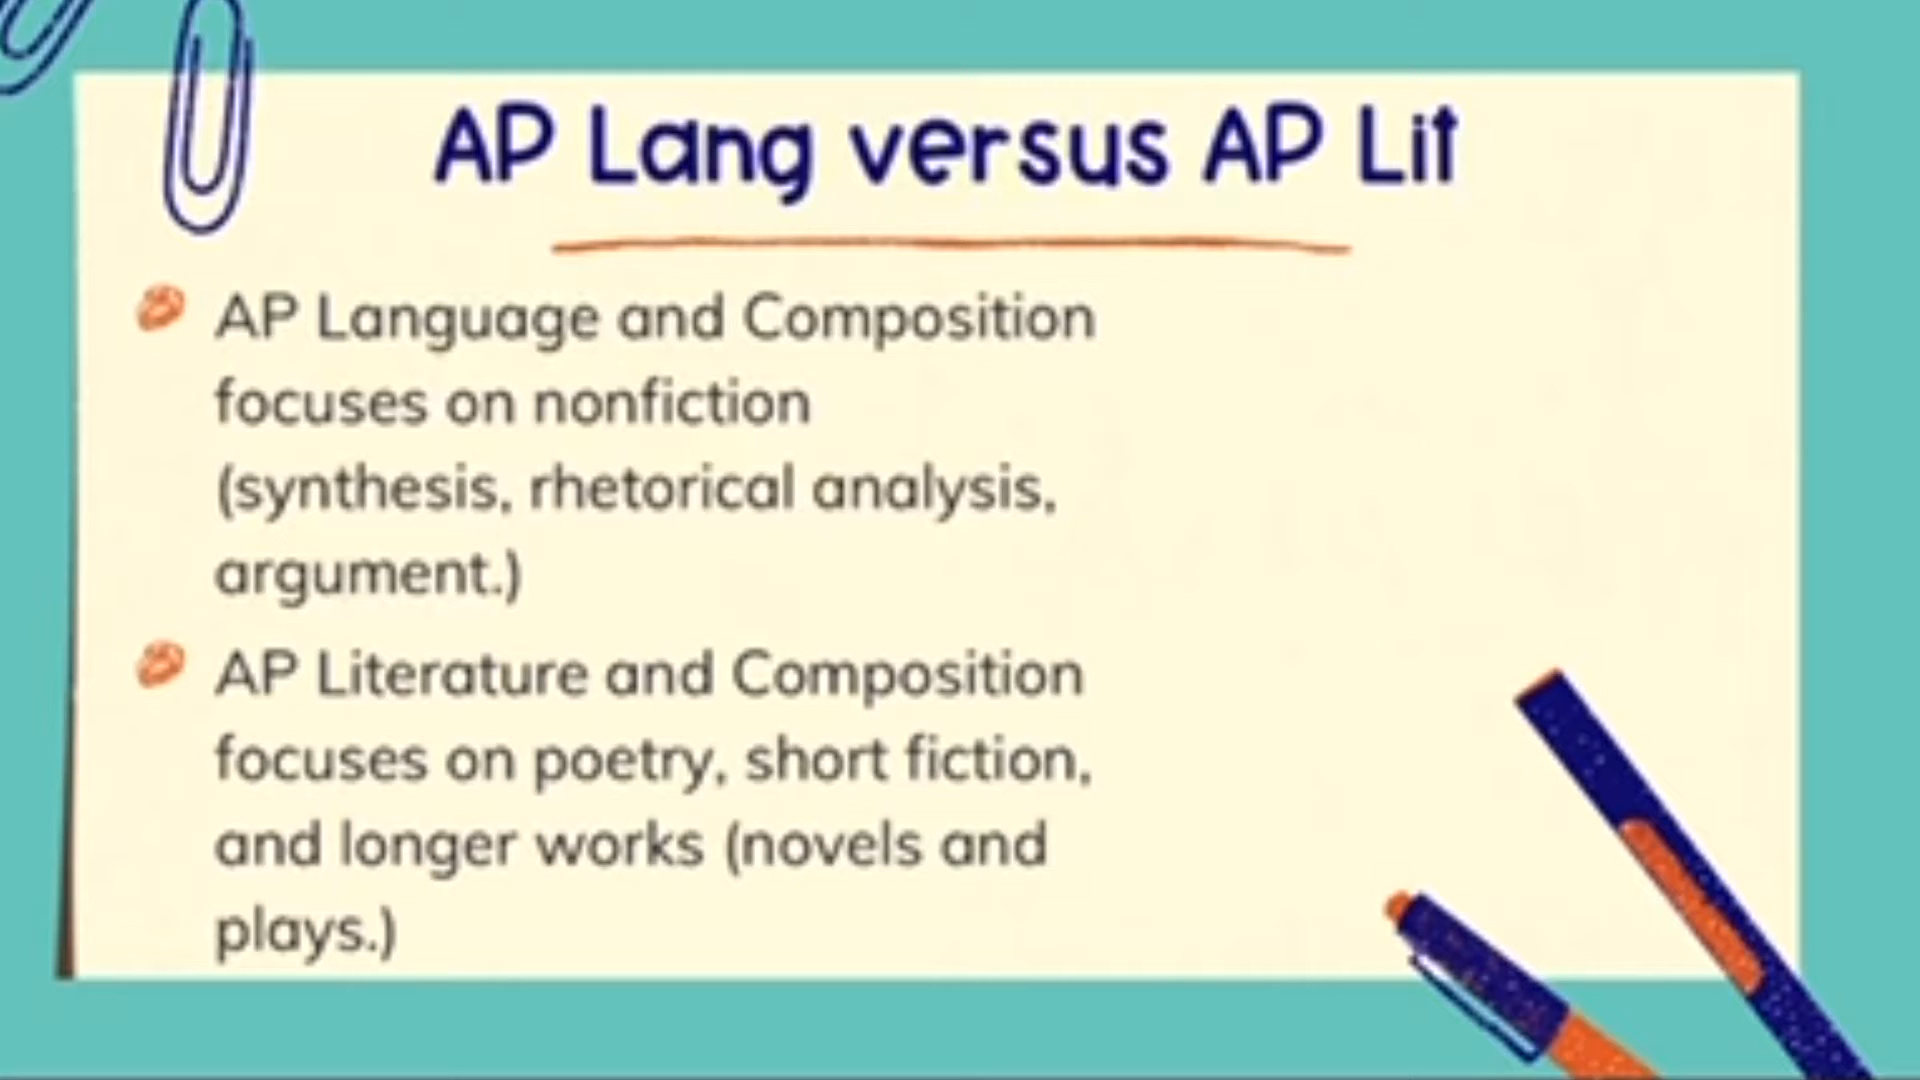 AP Lang versus AP Lit
AP Language and Composition
focuses on nonfiction
(synthesis, rhetorical analysis,
argument.)
AP Literature and Composition
focuses on poetry, short fiction,
and longer works (novels and
plays.)